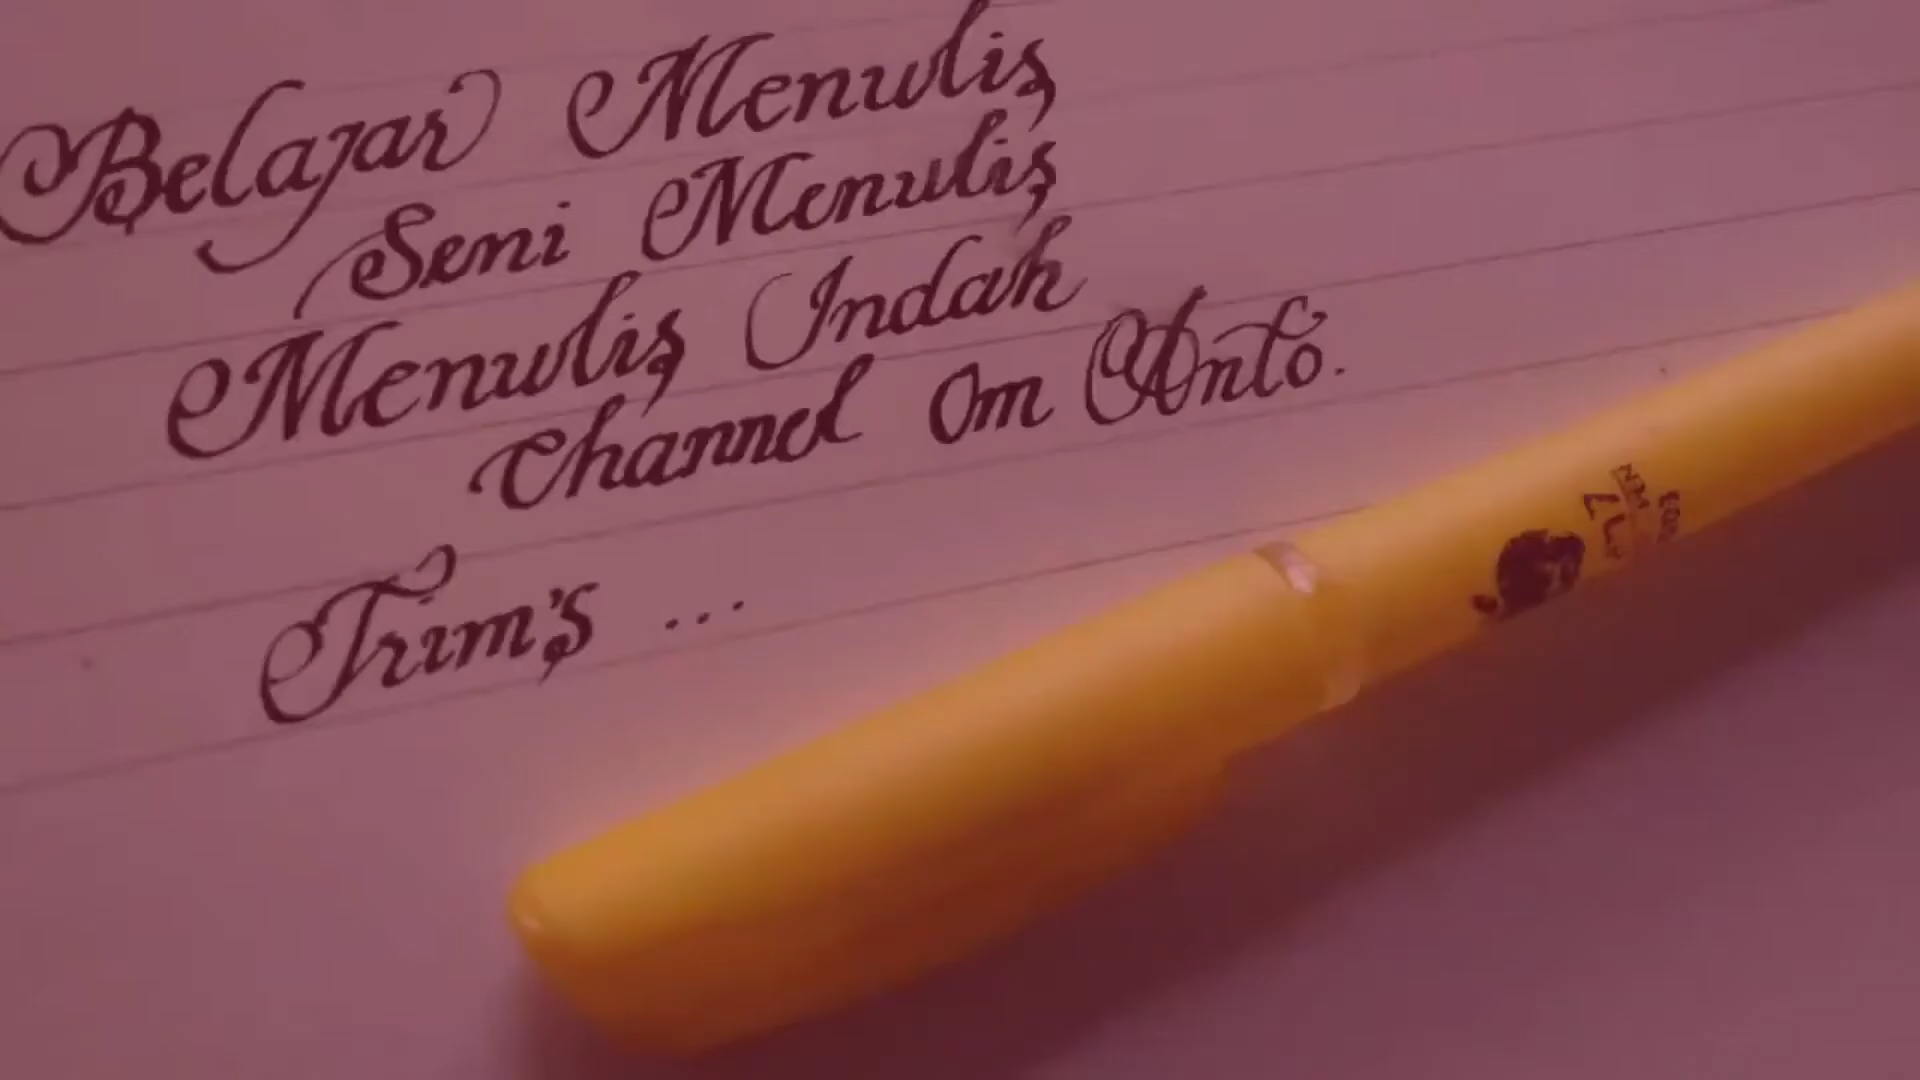 Belajar Menulis
Seni Menulis
Menulis Indah
Channel Om Anto.
Trim's ...